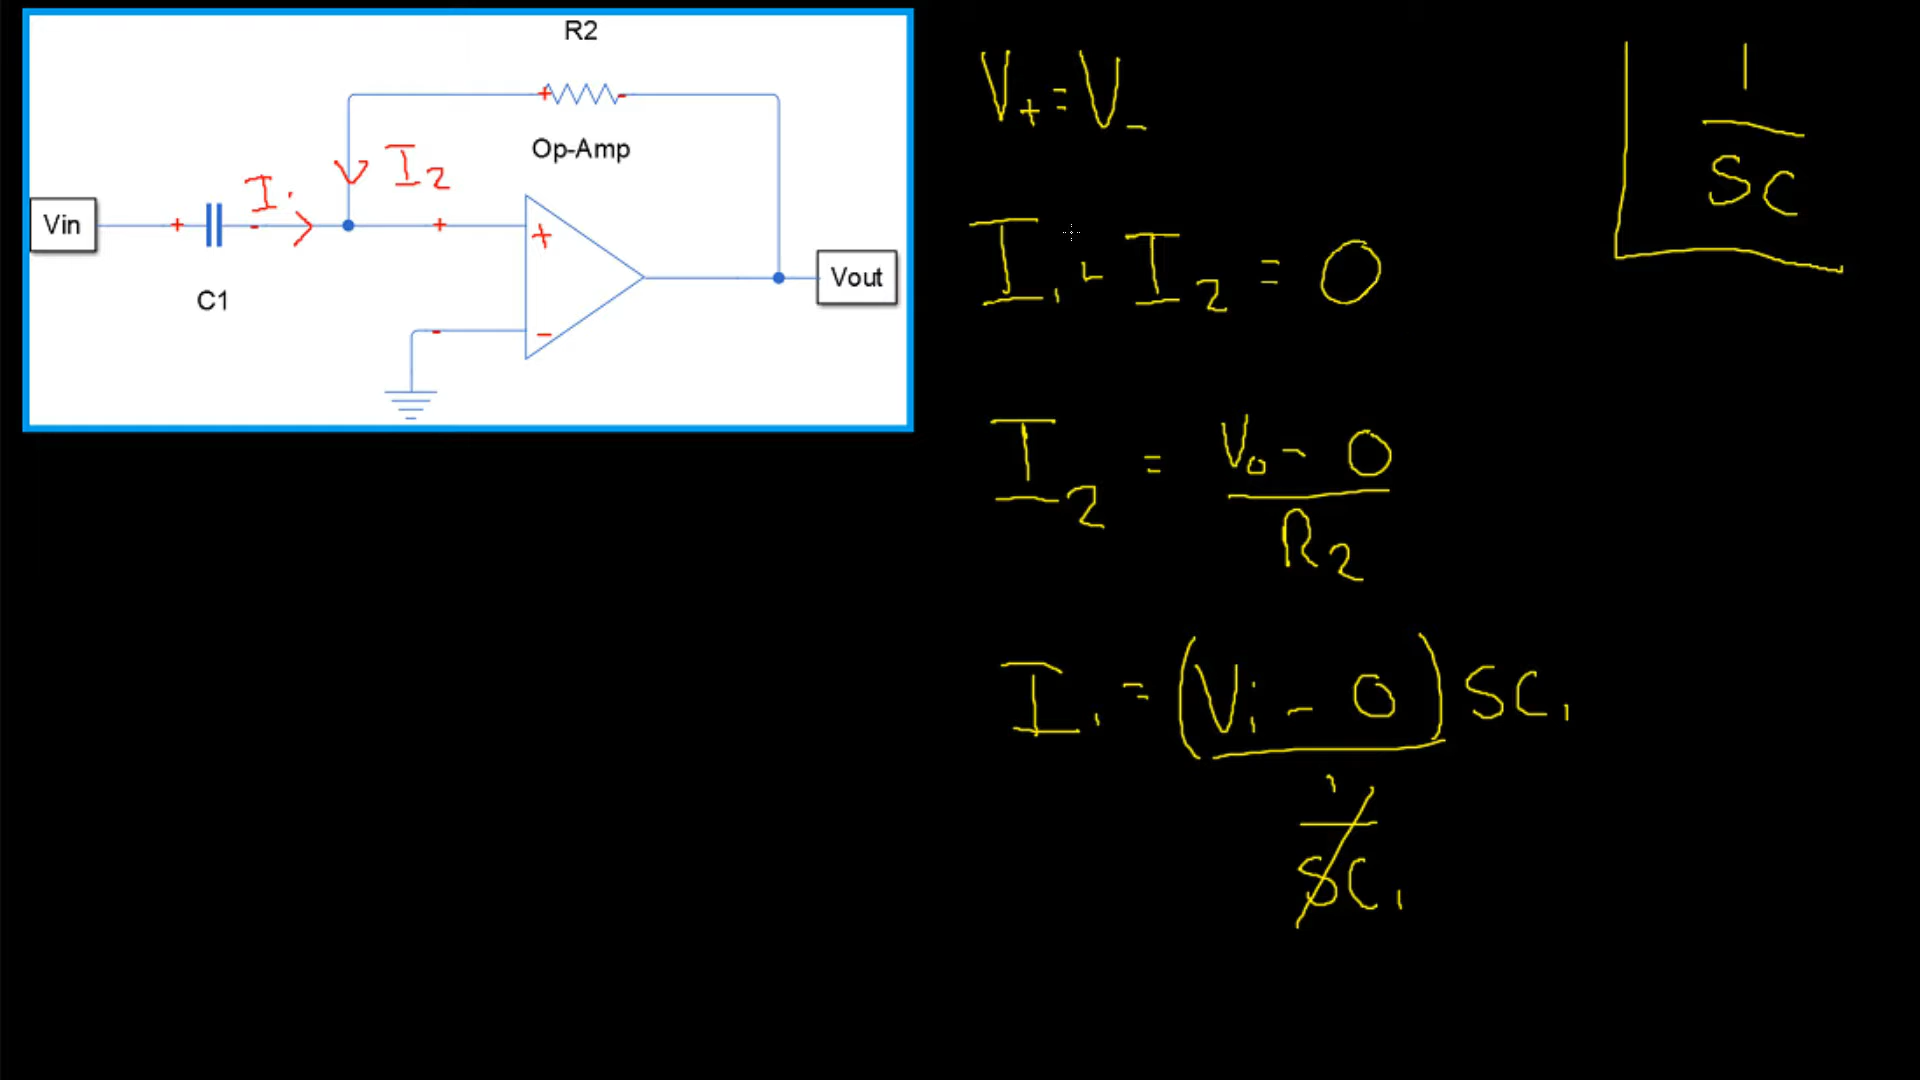 R2
Op-Amp
I1
I2
Vin
C1
Vout
+
-
+
-
+
-
+
-
V+ = V-
I1 - I2 = 0
I2 = V0 - 0 / R2
I1 = (Vi - 0) SC1
1 / SC1
1 / SC